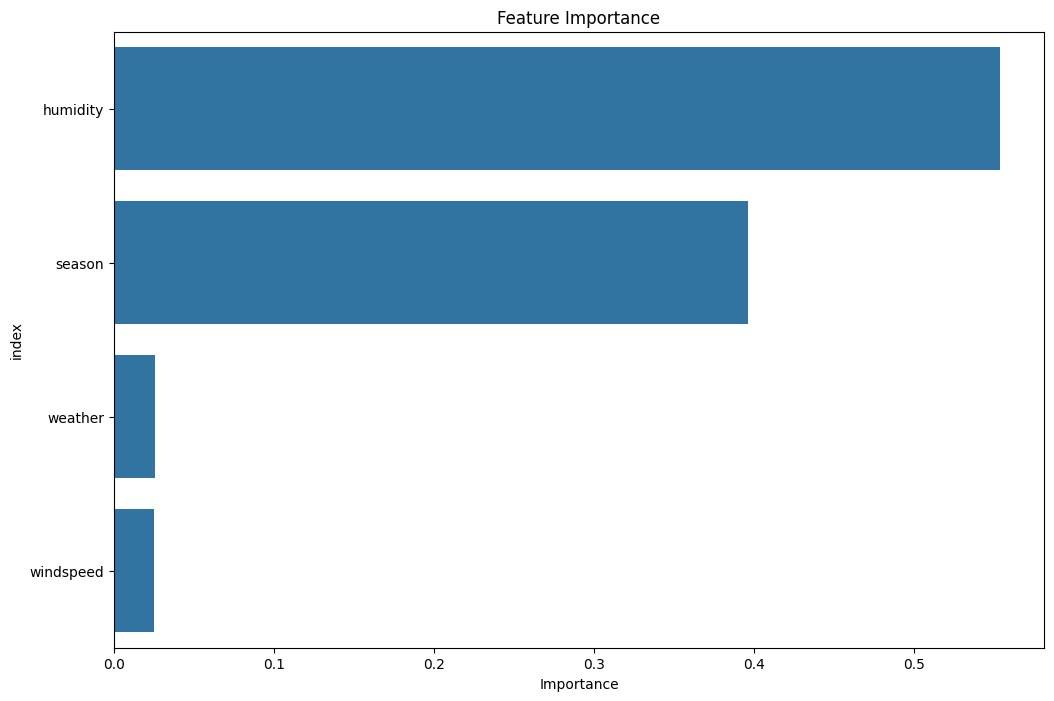 Feature Importance
humidity
season
weather
windspeed
index
0.0 0.1 0.2 0.3 0.4 0.5
Importance